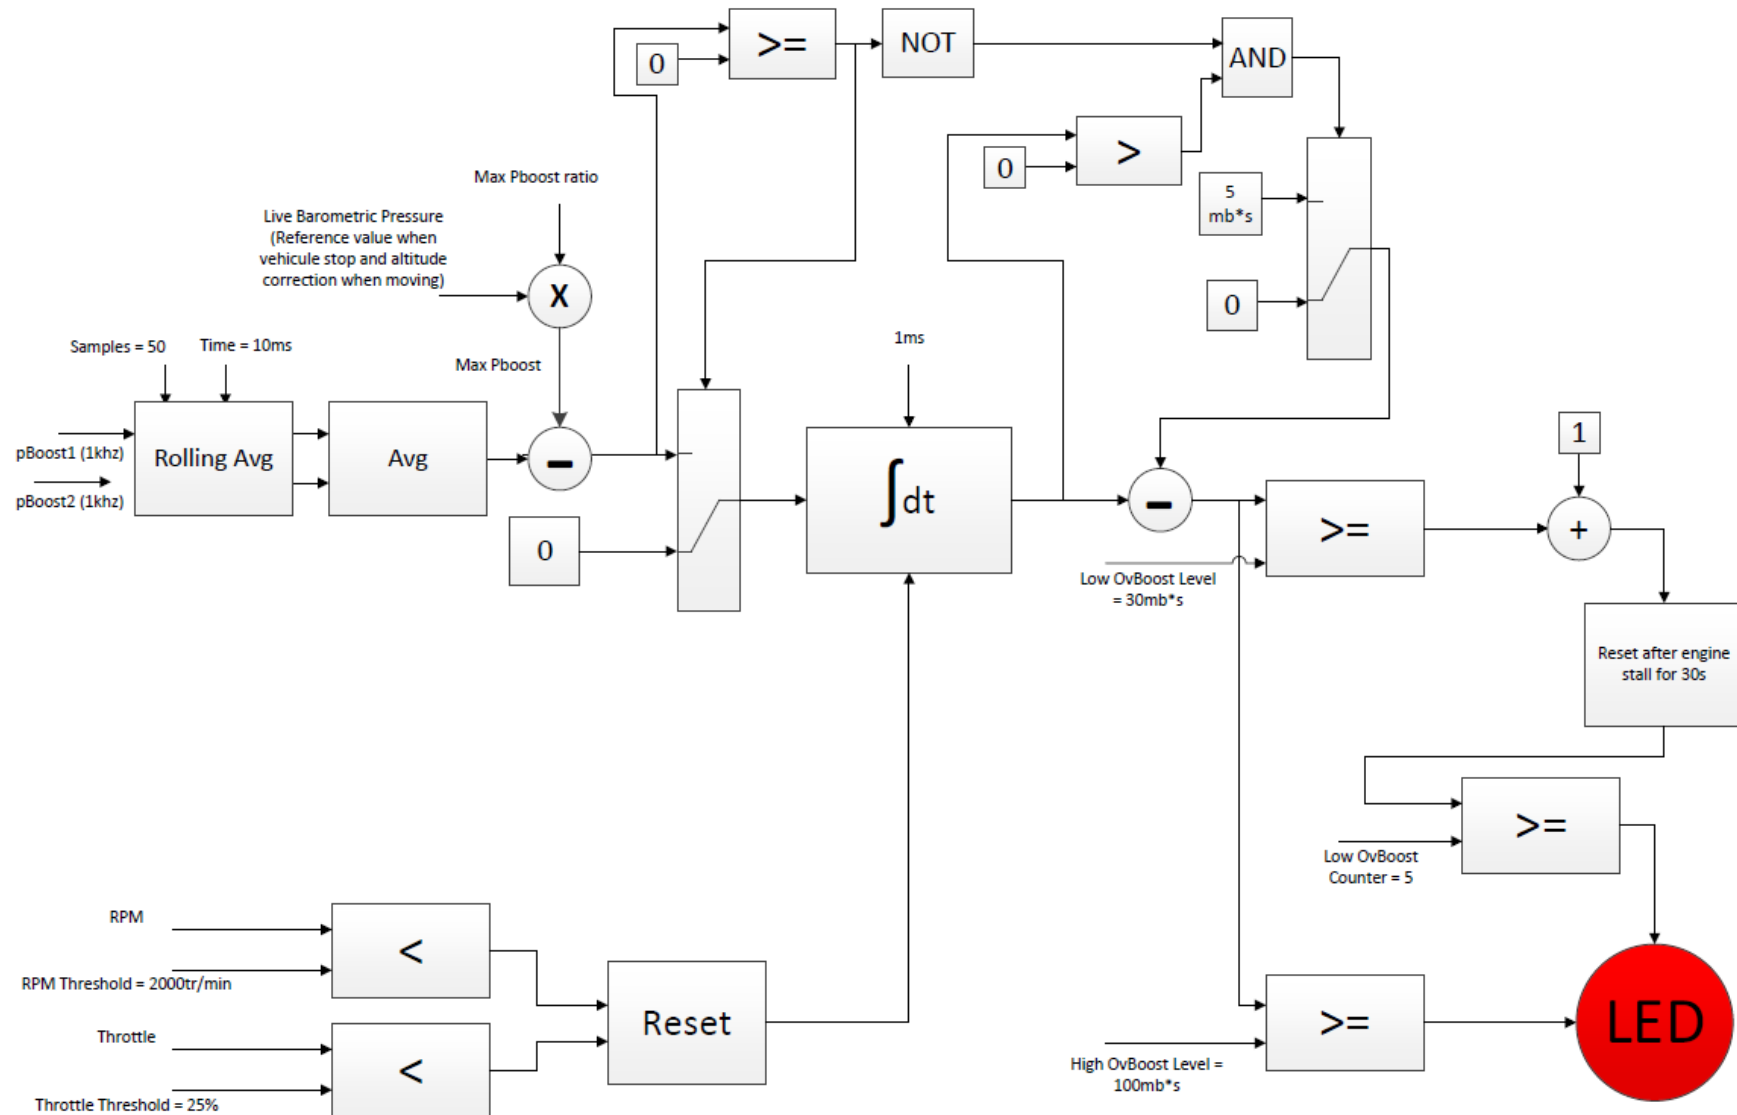 >=
NOT
AND
0
>
0
Max Pboost ratio
5
mb*s
Live Barometric Pressure
(Reference value when
vehicule stop and altitude
correction when moving)
X
0
1ms
Samples = 50
Time = 10ms
Max Pboost
pBoost1 (1khz)
pBoost2 (1khz)
Rolling Avg
Avg
-
0
∫dt
-
>=
1
+
Low OvBoost Level
= 30mb*s
Reset after engine
stall for 30s
>=
Low OvBoost
Counter = 5
RPM
<
RPM Threshold = 2000tr/min
Throttle
<
Throttle Threshold = 25%
Reset
>=
High OvBoost Level =
100mb*s
LED